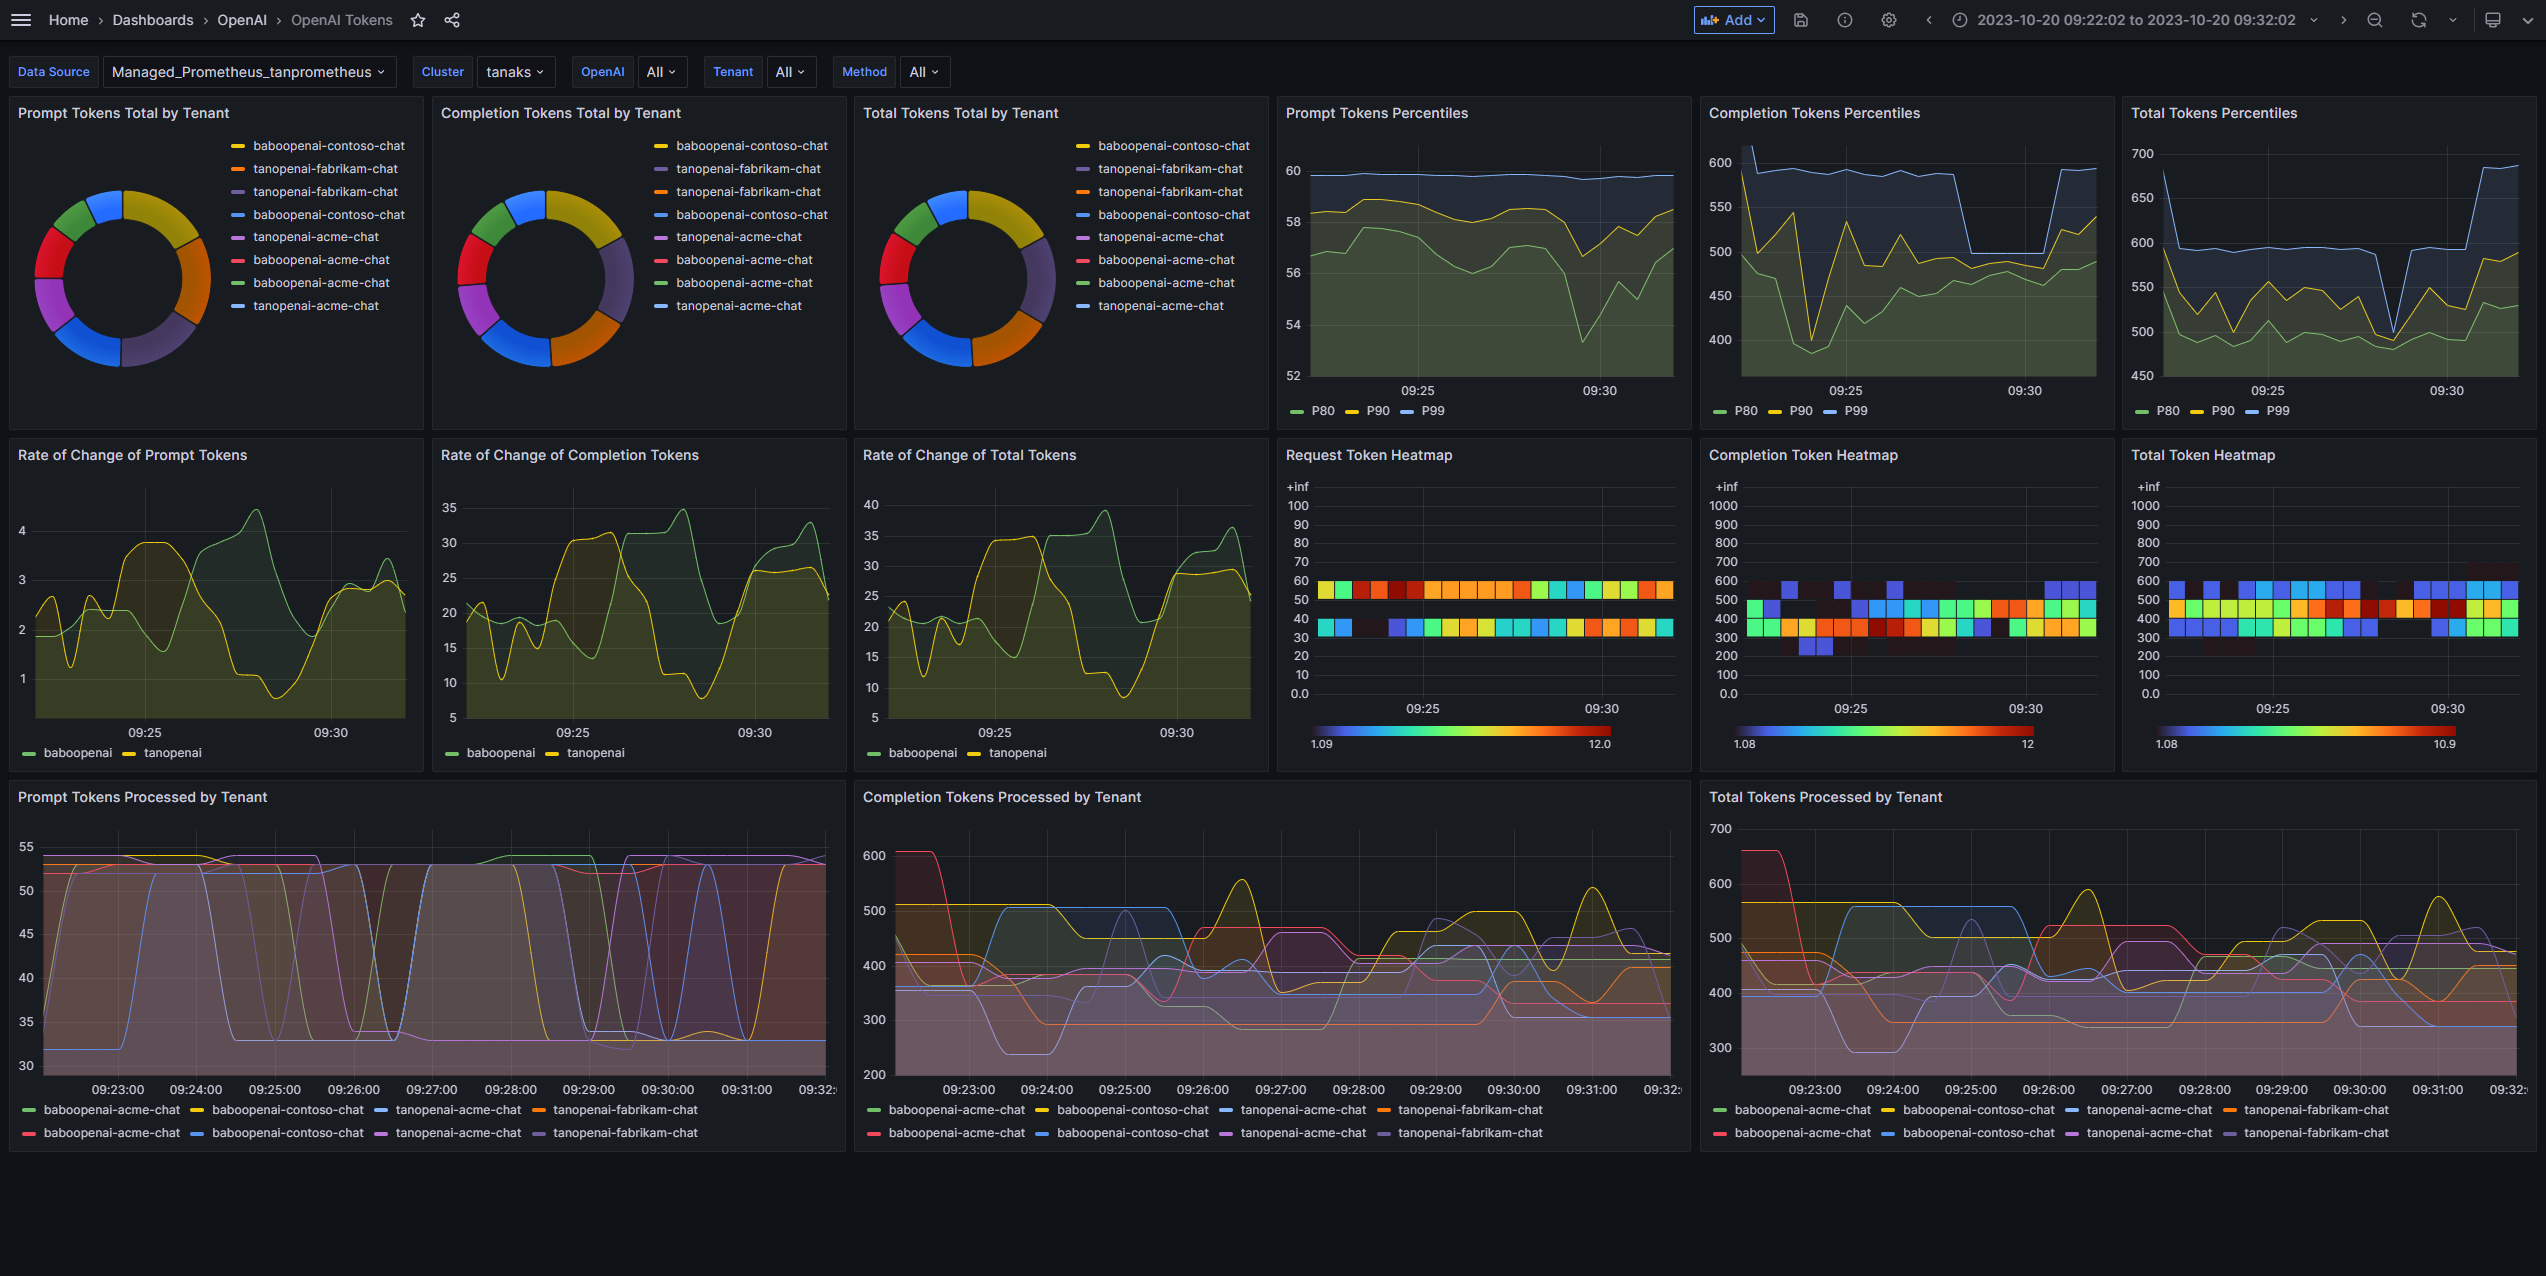 Home › Dashboards › OpenAI › OpenAI Tokens
Add
2023-10-20 09:22:02 to 2023-10-20 09:32:02
Data Source Managed_Prometheus_tanprometheus Cluster tanaks OpenAI All Tenant All Method All
Prompt Tokens Total by Tenant
baboopenai-contoso-chat
tanopenai-fabrikam-chat
tanopenai-fabrikam-chat
baboopenai-contoso-chat
tanopenai-acme-chat
baboopenai-acme-chat
baboopenai-acme-chat
tanopenai-acme-chat
Completion Tokens Total by Tenant
baboopenai-contoso-chat
tanopenai-fabrikam-chat
tanopenai-fabrikam-chat
baboopenai-contoso-chat
tanopenai-acme-chat
baboopenai-acme-chat
baboopenai-acme-chat
tanopenai-acme-chat
Total Tokens Total by Tenant
baboopenai-contoso-chat
tanopenai-fabrikam-chat
tanopenai-fabrikam-chat
baboopenai-contoso-chat
tanopenai-acme-chat
baboopenai-acme-chat
baboopenai-acme-chat
tanopenai-acme-chat
Prompt Tokens Percentiles
60
58
56
54
52
09:25 09:30
P80 P90 P99
Completion Tokens Percentiles
600
550
500
450
400
09:25 09:30
P80 P90 P99
Total Tokens Percentiles
700
650
600
550
500
450
09:25 09:30
P80 P90 P99
Rate of Change of Prompt Tokens
4
3
2
1
09:25 09:30
baboopenai tanopenai
Rate of Change of Completion Tokens
35
30
25
20
15
10
5
09:25 09:30
baboopenai tanopenai
Rate of Change of Total Tokens
40
35
30
25
20
15
10
5
09:25 09:30
baboopenai tanopenai
Request Token Heatmap
+inf
100
90
80
70
60
50
40
30
20
10
0.0
09:25 09:30
1.09 12.0
Completion Token Heatmap
+inf
1000
900
800
700
600
500
400
300
200
100
0.0
09:25 09:30
1.08 12
Total Token Heatmap
+inf
1000
900
800
700
600
500
400
300
200
100
0.0
09:25 09:30
1.08 10.9
Prompt Tokens Processed by Tenant
55
50
45
40
35
30
09:23:00 09:24:00 09:25:00 09:26:00 09:27:00 09:28:00 09:29:00 09:30:00 09:31:00 09:32:
baboopenai-acme-chat baboopenai-contoso-chat tanopenai-acme-chat tanopenai-fabrikam-chat
baboopenai-acme-chat baboopenai-contoso-chat tanopenai-acme-chat tanopenai-fabrikam-chat
Completion Tokens Processed by Tenant
600
500
400
300
200
09:23:00 09:24:00 09:25:00 09:26:00 09:27:00 09:28:00 09:29:00 09:30:00 09:31:00 09:32:
baboopenai-acme-chat baboopenai-contoso-chat tanopenai-acme-chat tanopenai-fabrikam-chat
baboopenai-acme-chat baboopenai-contoso-chat tanopenai-acme-chat tanopenai-fabrikam-chat
Total Tokens Processed by Tenant
700
600
500
400
300
09:23:00 09:24:00 09:25:00 09:26:00 09:27:00 09:28:00 09:29:00 09:30:00 09:31:00 09:32:
baboopenai-acme-chat baboopenai-contoso-chat tanopenai-acme-chat tanopenai-fabrikam-chat
baboopenai-acme-chat baboopenai-contoso-chat tanopenai-acme-chat tanopenai-fabrikam-chat